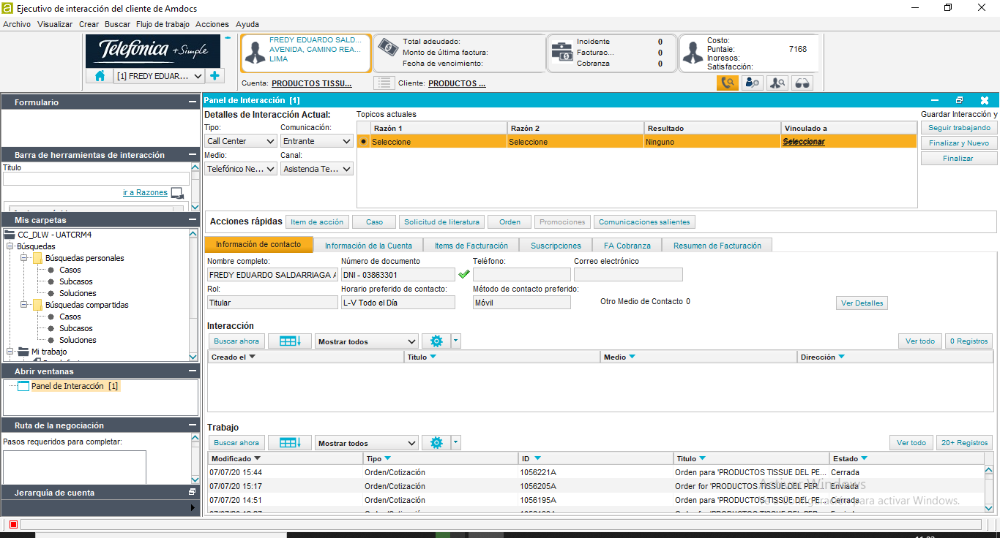 Ejecutivo de interacción del cliente de Amdocs
Archivo Visualizar Crear Buscar Flujo de trabajo Acciones Ayuda
Telefónica +Simple
[1] FREDY EDUAR...
FREDY EDUARDO SALD...
AVENIDA, CAMINO REA...
LIMA
Total adeudado:
Monto de última factura:
Fecha de vencimiento:
Incidente 0
Facturac... 0
Cobranza 0
Costo:
Puntaie: 7168
Ingresos:
Satisfacción:
Cuenta: PRODUCTOS TISSU...
Cliente: PRODUCTOS ...
Formulario
Barra de herramientas de interacción
Titulo
ir a Razones
Mis carpetas
CC_DLW - UATCRM4
Búsquedas
Búsquedas personales
Casos
Subcasos
Soluciones
Búsquedas compartidas
Casos
Subcasos
Soluciones
Mi trabajo
Abrir ventanas
Panel de Interacción [1]
Ruta de la negociación
Pasos requeridos para completar:
Jerarquía de cuenta
Panel de Interacción [1]
Detalles de Interacción Actual:
Tipo: Comunicación:
Call Center Entrante
Medio: Canal:
Telefónico Ne... Asistencia Te...
Topicos actuales
Razón 1 Razón 2 Resultado Vinculado a
Seleccione Seleccione Ninguno Seleccionar
Guardar Interacción y
Seguir trabajando
Finalizar y Nuevo
Finalizar
Acciones rápidas Item de acción Caso Solicitud de literatura Orden Promociones Comunicaciones salientes
Información de contacto Información de la Cuenta Items de Facturación Suscripciones FA Cobranza Resumen de Facturación
Nombre completo: Número de documento Teléfono: Correo electrónico
FREDY EDUARDO SALDARRIAGA A DNI - 03863301
Rol: Horario preferido de contacto: Método de contacto preferido:
Titular L-V Todo el Día Móvil Otro Medio de Contacto 0 Ver Detalles
Interacción
Buscar ahora Mostrar todos Ver todo 0 Registros
Creado el Titulo Medio Dirección
Trabajo
Buscar ahora Mostrar todos Ver todo 20+ Registros
Modificado Tipo ID Titulo Estado
07/07/20 15:44 Orden/Cotización 1056221A Orden para 'PRODUCTOS TISSUE DEL PE... Cerrada
07/07/20 15:17 Orden/Cotización 1056205A Order for 'PRODUCTOS TISSUE DEL PER... Enviada
07/07/20 14:51 Orden/Cotización 1056195A Orden para 'PRODUCTOS TISSUE DEL PE... Cerrada
Activar Windows
Ve a Configuración para activar Windows.